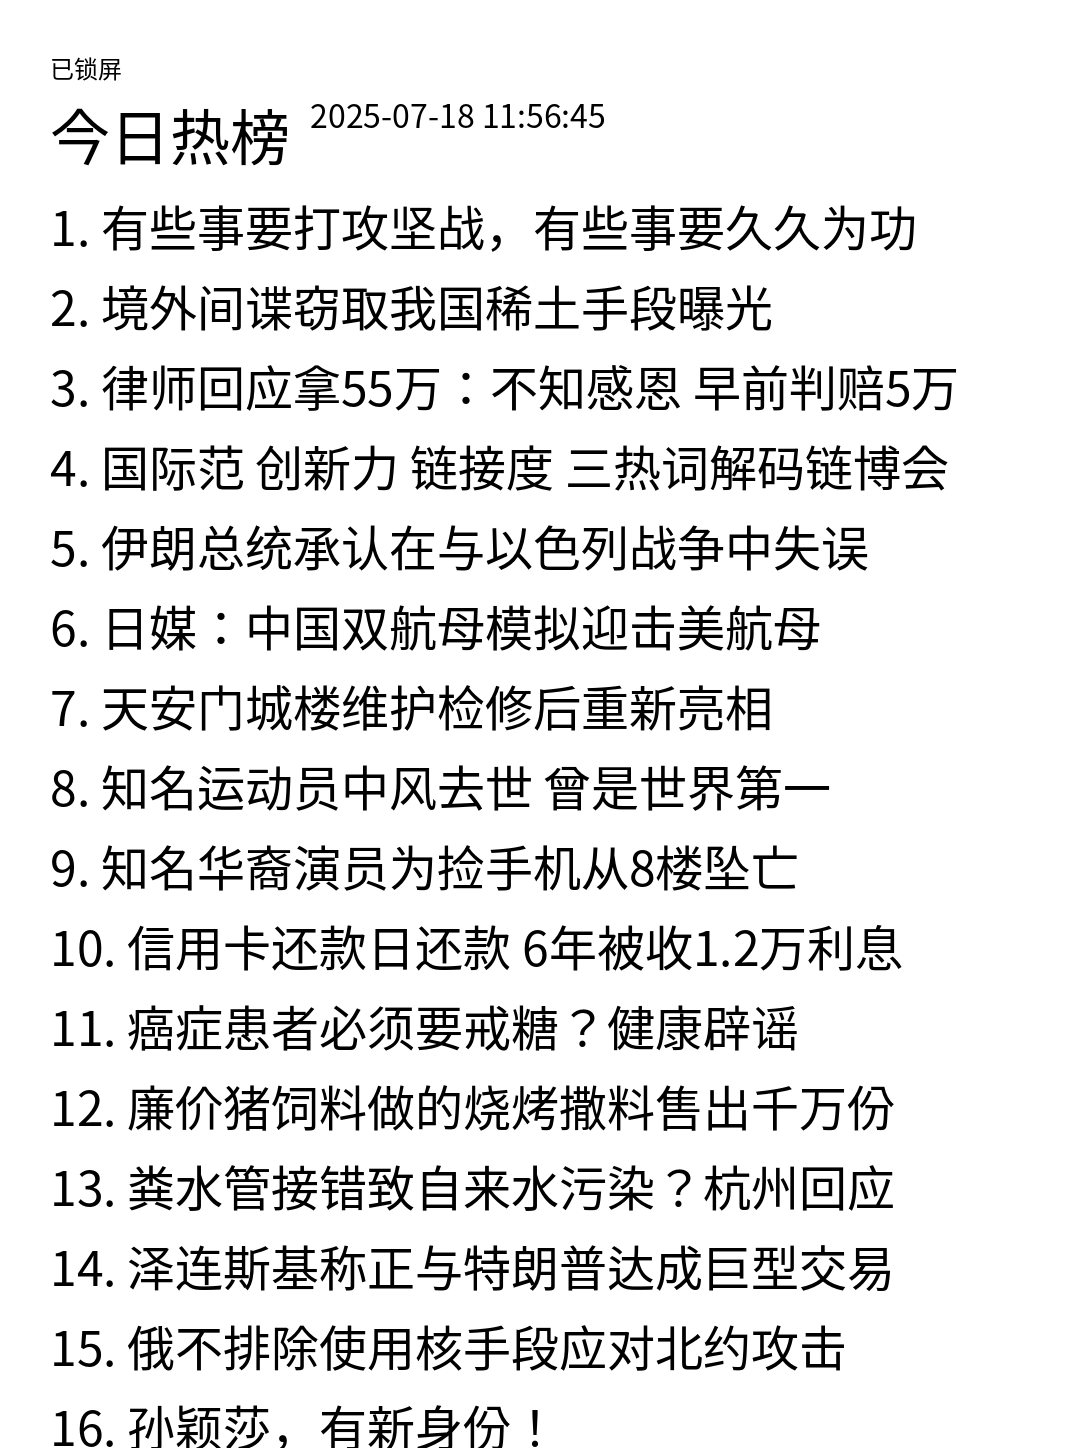 已锁屏
今日热榜 2025-07-18 11:56:45
1. 有些事要打攻坚战，有些事要久久为功
2. 境外间谍窃取我国稀土手段曝光
3. 律师回应拿55万：不知感恩 早前判赔5万
4. 国际范 创新力 链接度 三热词解码链博会
5. 伊朗总统承认在与以色列战争中失误
6. 日媒：中国双航母模拟迎击美航母
7. 天安门城楼维护检修后重新亮相
8. 知名运动员中风去世 曾是世界第一
9. 知名华裔演员为捡手机从8楼坠亡
10. 信用卡还款日还款 6年被收1.2万利息
11. 癌症患者必须要戒糖？健康辟谣
12. 廉价猪饲料做的烧烤撒料售出千万份
13. 粪水管接错致自来水污染？杭州回应
14. 泽连斯基称正与特朗普达成巨型交易
15. 俄不排除使用核手段应对北约攻击
16. 孙颖莎，有新身份！